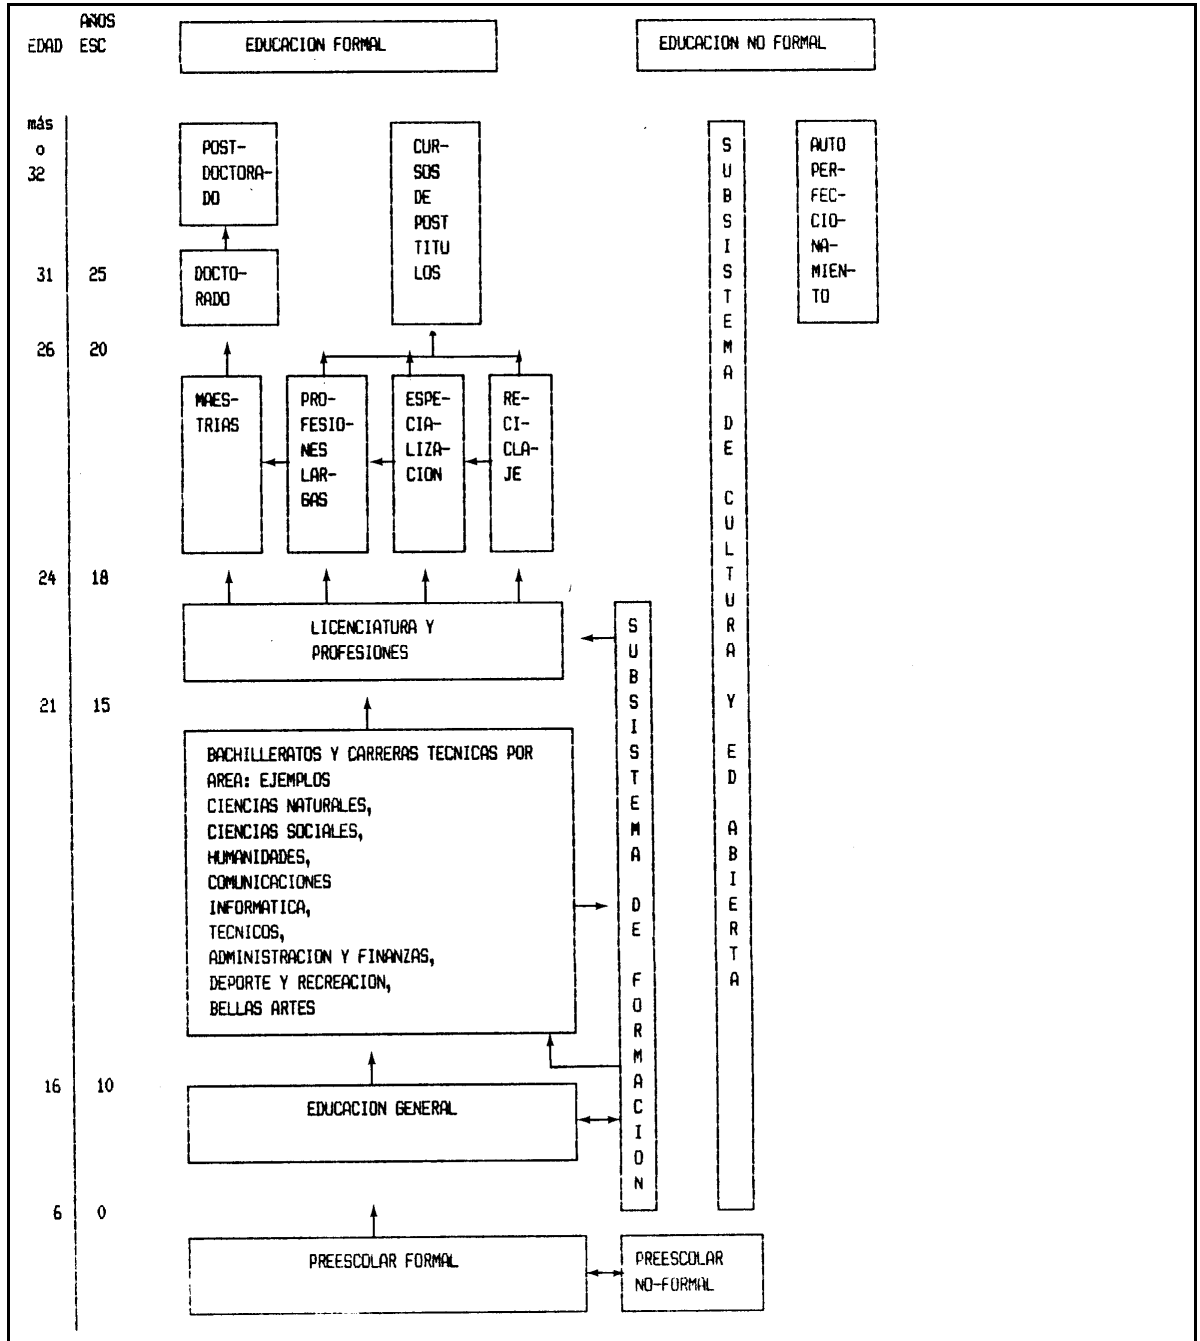 AÑOS
EDAD ESC
EDUCACION FORMAL
EDUCACION NO FORMAL
más
o
32
POST-
DOCTORA-
DO
CUR-
SOS
DE
POST
TITU
LOS
AUTO
PER-
FEC-
CIO-
NA-
MIEN-
TO
SUBSISTEMA DE CULTURA Y ED ABIERTA
31 25
DOCTO-
RADO
26 20
MAES-
TRIAS
PRO-
FESIO-
NES
LAR-
GAS
ESPE-
CIA-
LIZA-
CION
RE-
CI-
CLA-
JE
24 18
LICENCIATURA Y
PROFESIONES
SUBSISTEMA DE FORMACION
21 15
BACHILLERATOS Y CARRERAS TECNICAS POR
AREA: EJEMPLOS
CIENCIAS NATURALES,
CIENCIAS SOCIALES,
HUMANIDADES,
COMUNICACIONES
INFORMATICA,
TECNICOS,
ADMINISTRACION Y FINANZAS,
DEPORTE Y RECREACION,
BELLAS ARTES
16 10
EDUCACION GENERAL
6 0
PREESCOLAR FORMAL
PREESCOLAR
NO-FORMAL